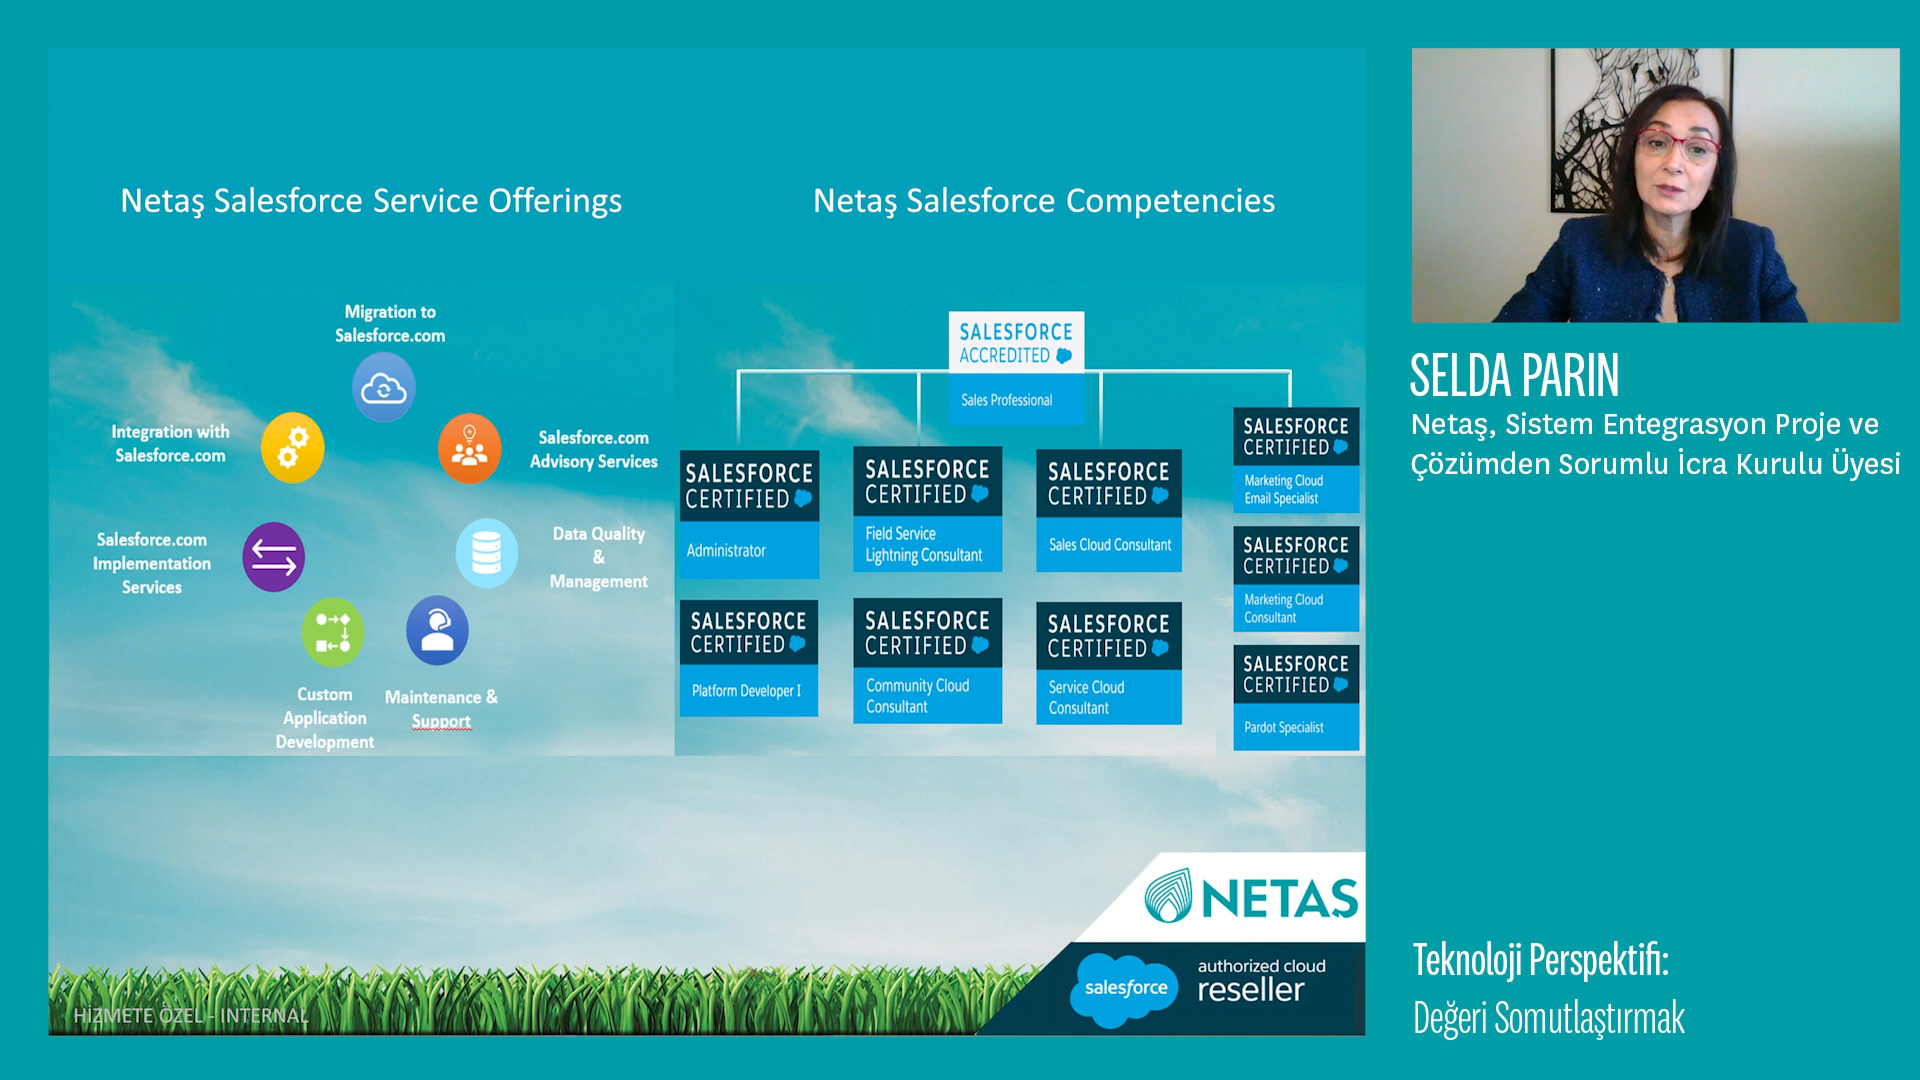 Netaş Salesforce Service Offerings
Migration to
Salesforce.com
Integration with
Salesforce.com
Salesforce.com
Advisory Services
Salesforce.com
Implementation
Services
Data Quality
&
Management
Custom
Application
Development
Maintenance &
Support
Netaş Salesforce Competencies
SALESFORCE
ACCREDITED
Sales Professional
SALESFORCE
CERTIFIED
Administrator
SALESFORCE
CERTIFIED
Field Service
Lightning Consultant
SALESFORCE
CERTIFIED
Sales Cloud Consultant
SALESFORCE
CERTIFIED
Marketing Cloud
Email Specialist
SALESFORCE
CERTIFIED
Marketing Cloud
Consultant
SALESFORCE
CERTIFIED
Platform Developer I
SALESFORCE
CERTIFIED
Community Cloud
Consultant
SALESFORCE
CERTIFIED
Service Cloud
Consultant
SALESFORCE
CERTIFIED
Pardot Specialist
NETAŞ
salesforce
authorized cloud
reseller
HİZMETE ÖZEL - INTERNAL
SELDA PARIN
Netaş, Sistem Entegrasyon Proje ve
Çözümden Sorumlu İcra Kurulu Üyesi
Teknoloji Perspektifi:
Değeri Somutlaştırmak